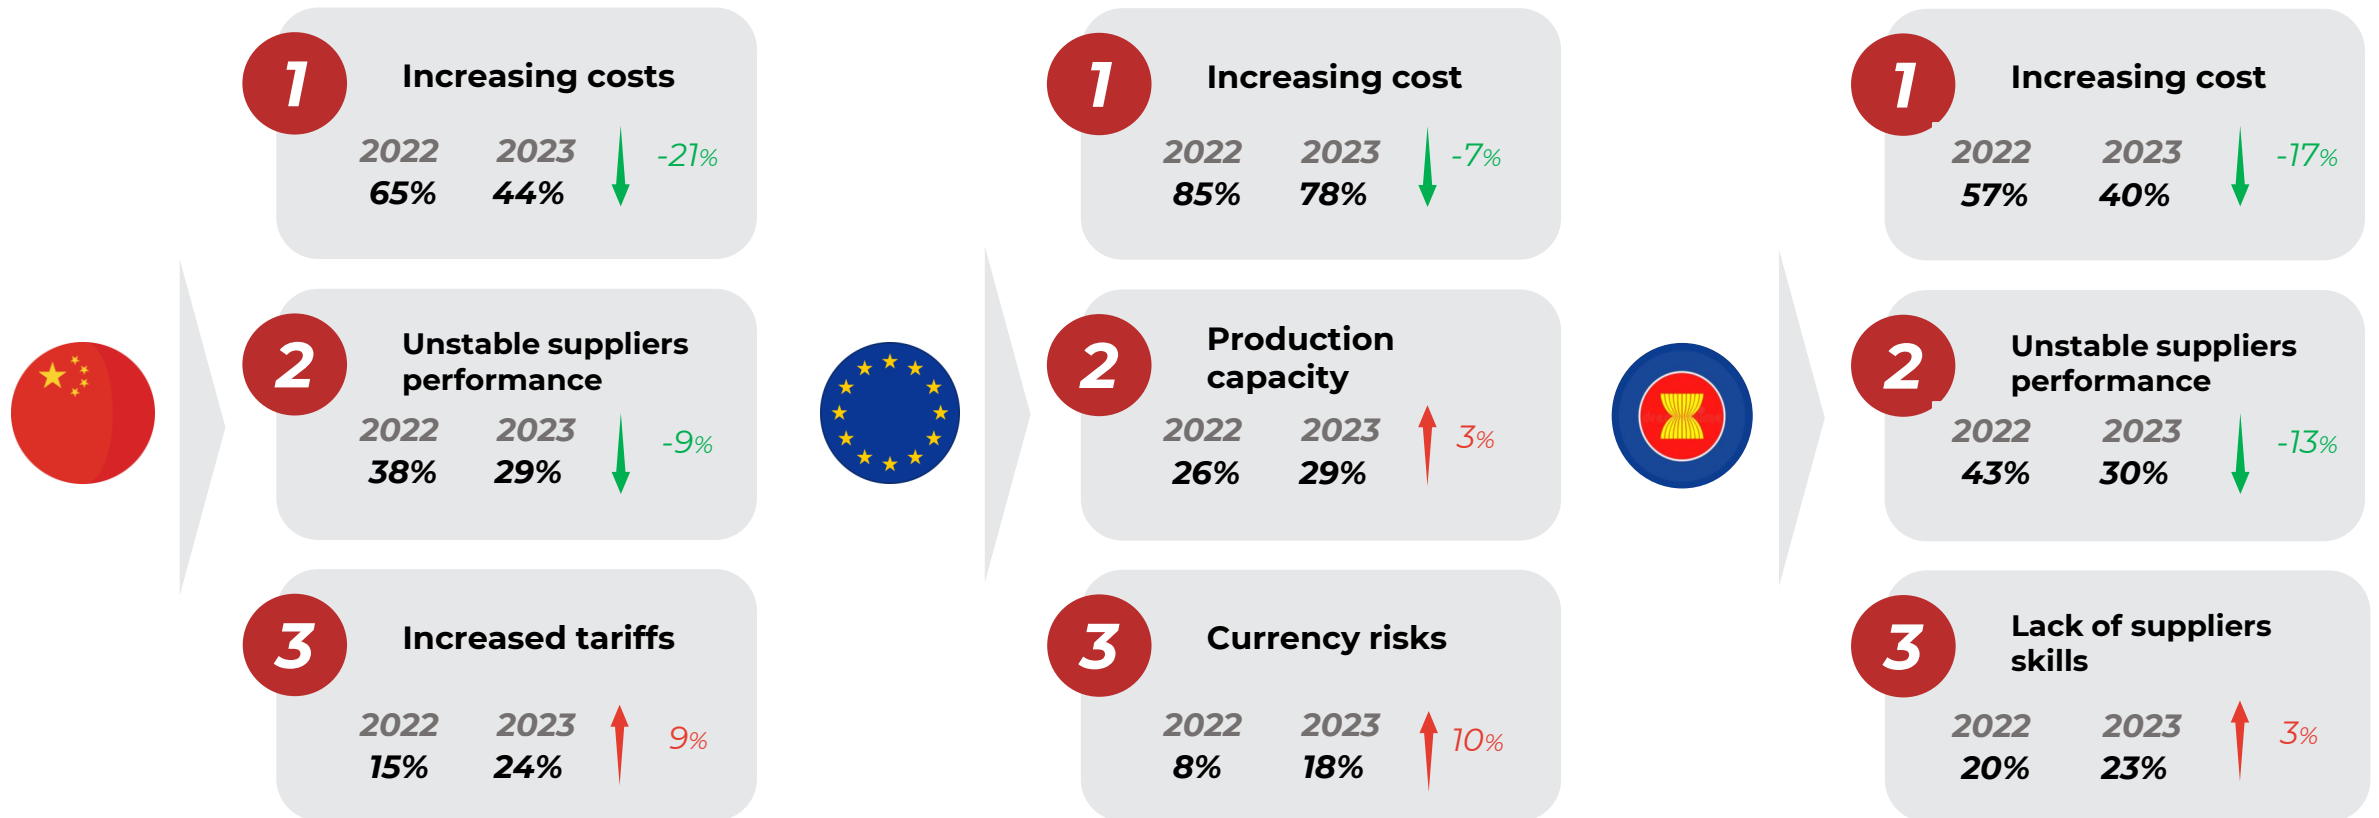 1
Increasing costs
2022 2023
65% 44%
-21%
2
Unstable suppliers
performance
2022 2023
38% 29%
-9%
3
Increased tariffs
2022 2023
15% 24%
9%
1
Increasing cost
2022 2023
85% 78%
-7%
2
Production
capacity
2022 2023
26% 29%
3%
3
Currency risks
2022 2023
8% 18%
10%
1
Increasing cost
2022 2023
57% 40%
-17%
2
Unstable suppliers
performance
2022 2023
43% 30%
-13%
3
Lack of suppliers
skills
2022 2023
20% 23%
3%